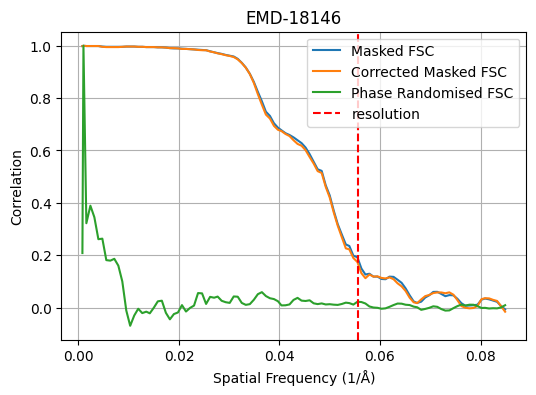 EMD-18146
Masked FSC
Corrected Masked FSC
Phase Randomised FSC
resolution
Correlation
1.0
0.8
0.6
0.4
0.2
0.0
0.00 0.02 0.04 0.06 0.08
Spatial Frequency (1/Å)